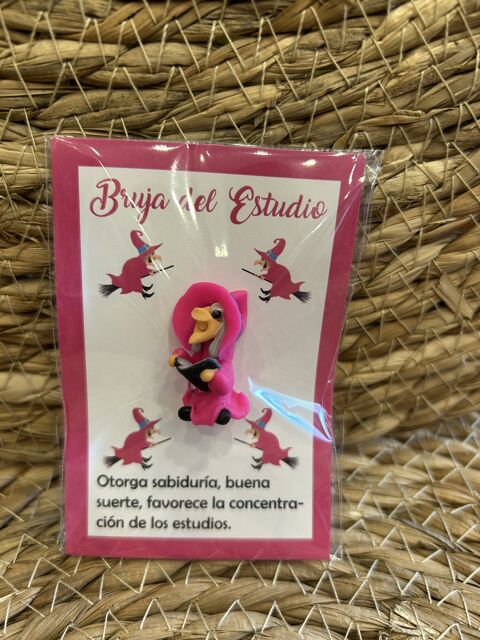 Bruja del Estudio
Otorga sabiduría, buena
suerte, favorece la concentra-
ción de los estudios.